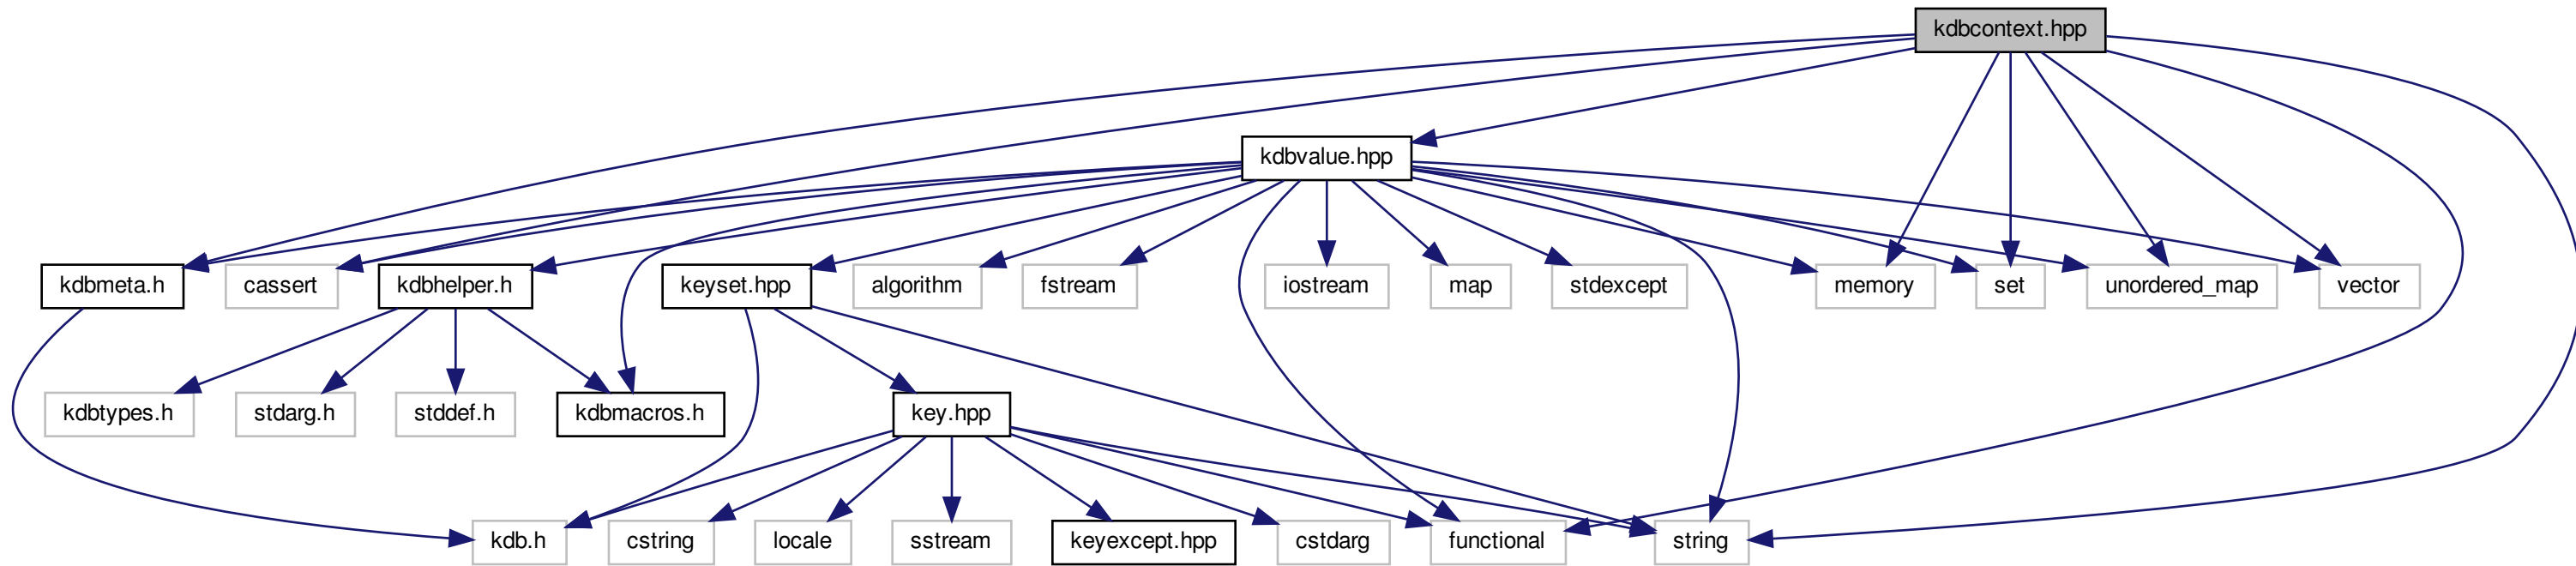 kdbcontext.hpp
kdbvalue.hpp
kdbmeta.h
cassert
kdbhelper.h
keyset.hpp
algorithm
fstream
iostream
map
stdexcept
memory
set
unordered_map
vector
kdbtypes.h
stdarg.h
stddef.h
kdbmacros.h
key.hpp
kdb.h
cstring
locale
sstream
keyexcept.hpp
cstdarg
functional
string